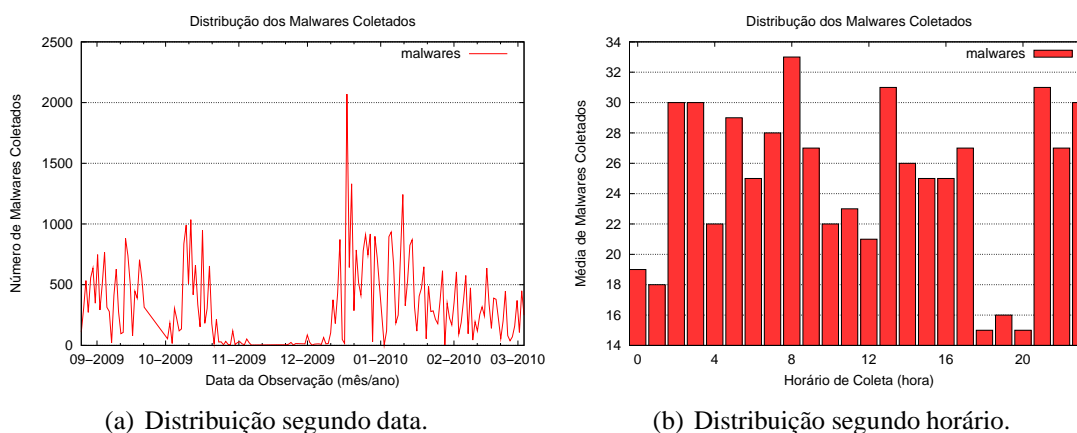 Distribuição dos Malwares Coletados
malwares
Número de Malwares Coletados
2500
2000
1500
1000
500
0
09−2009 10−2009 11−2009 12−2009 01−2010 02−2010 03−2010
Data da Observação (mês/ano)
(a) Distribuição segundo data.
Distribuição dos Malwares Coletados
malwares
Média de Malwares Coletados
34
32
30
28
26
24
22
20
18
16
14
0 4 8 12 16 20
Horário de Coleta (hora)
(b) Distribuição segundo horário.